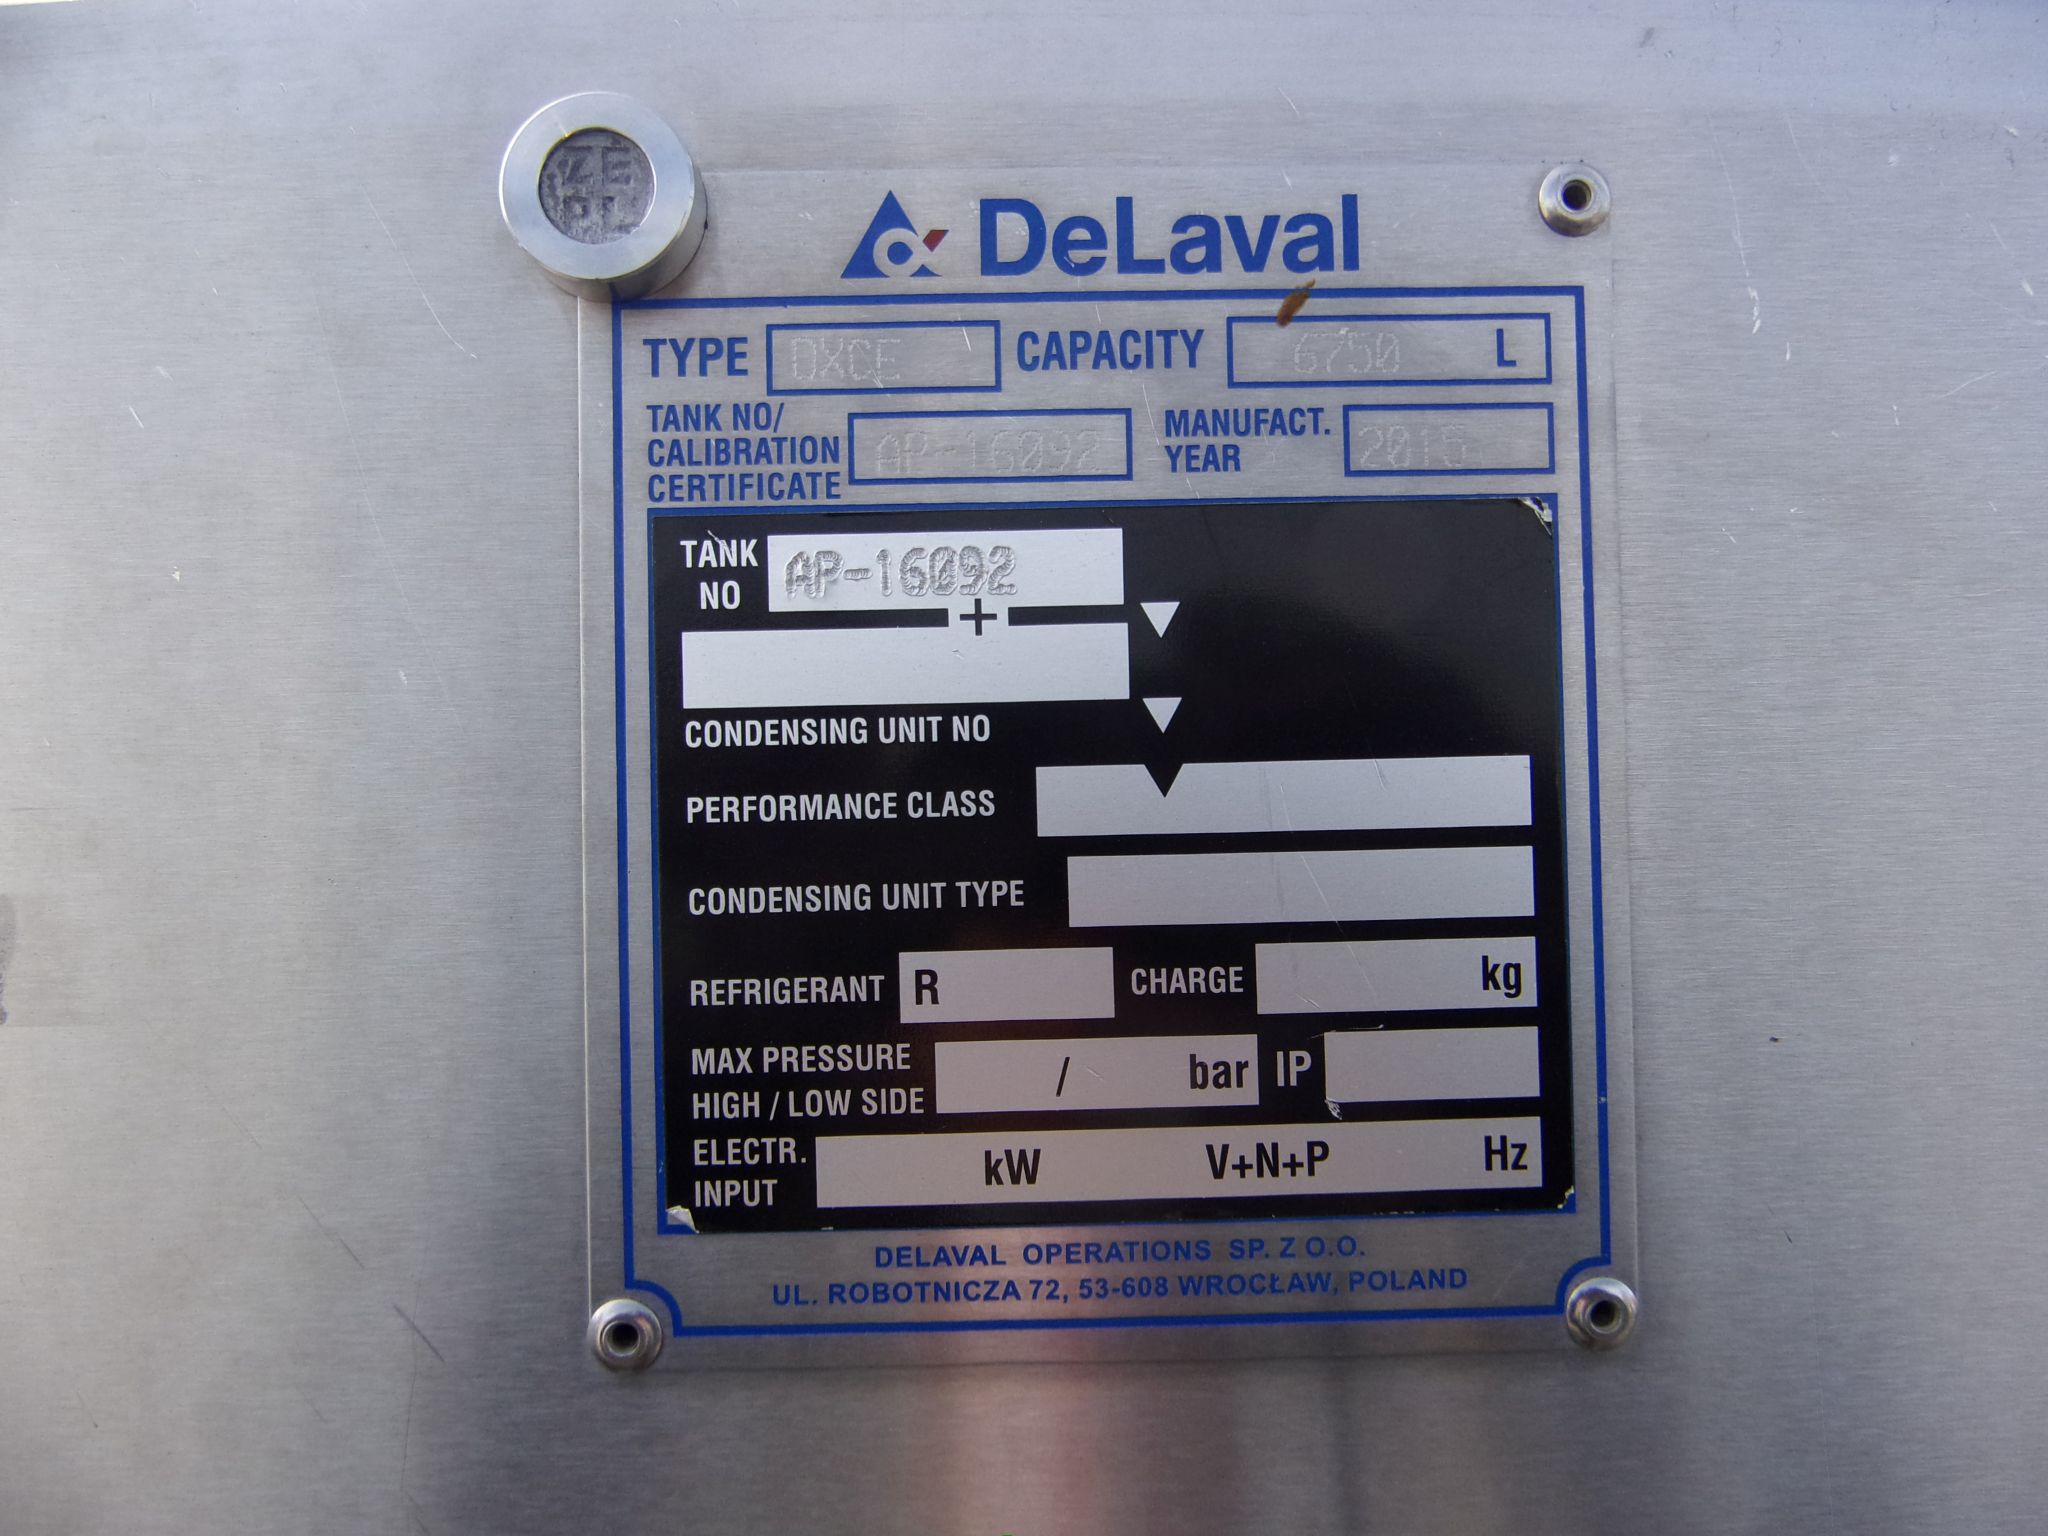 ZE
DeLaval
TYPE DXCE CAPACITY 6750 L
TANK NO/
CALIBRATION
CERTIFICATE
AP-16092
MANUFACT.
YEAR
2015
TANK
NO
AP-16092
+
CONDENSING UNIT NO
PERFORMANCE CLASS
CONDENSING UNIT TYPE
REFRIGERANT R CHARGE kg
MAX PRESSURE
HIGH / LOW SIDE
/ bar IP
ELECTR.
INPUT
kW V+N+P Hz
DELAVAL OPERATIONS SP. Z O.O.
UL. ROBOTNICZA 72, 53-608 WROCŁAW, POLAND